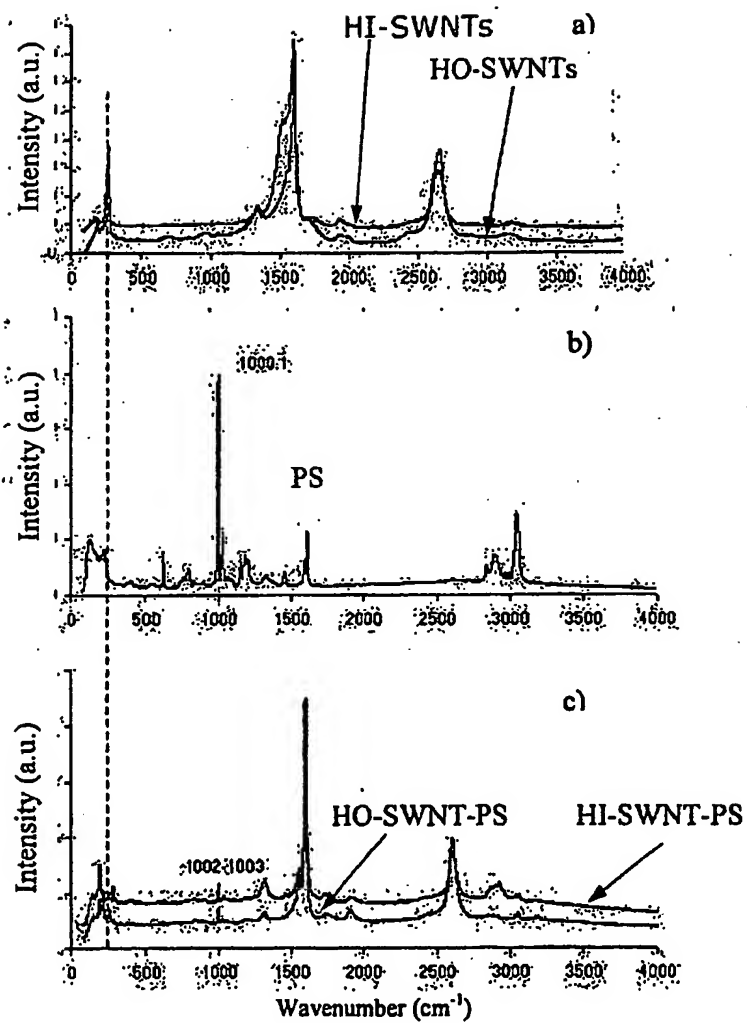 a)
HI-SWNTs
HO-SWNTs
Intensity (a.u.)
0 500 1000 1500 2000 2500 3000 3500 4000
b)
1000.1
PS
Intensity (a.u.)
0 500 1000 1500 2000 2500 3000 3500 4000
c)
HO-SWNT-PS
HI-SWNT-PS
1002-1003
Intensity (a.u.)
0 500 1000 1500 2000 2500 3000 3500 4000
Wavenumber (cm⁻¹)